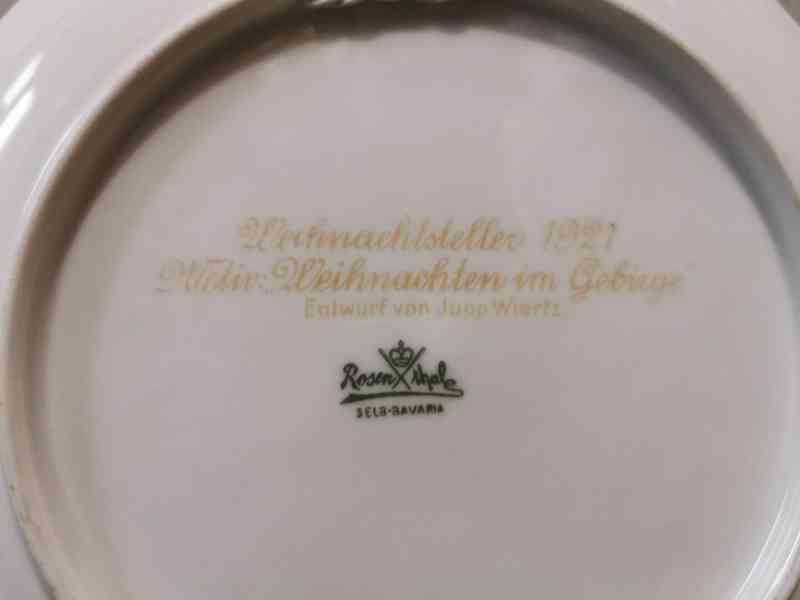 Weihnachtsteller 1921
Motiv: Weihnachten im Gebirge
Entwurf von Jupp Wiertz
Rosenthal
SELB-BAVARIA